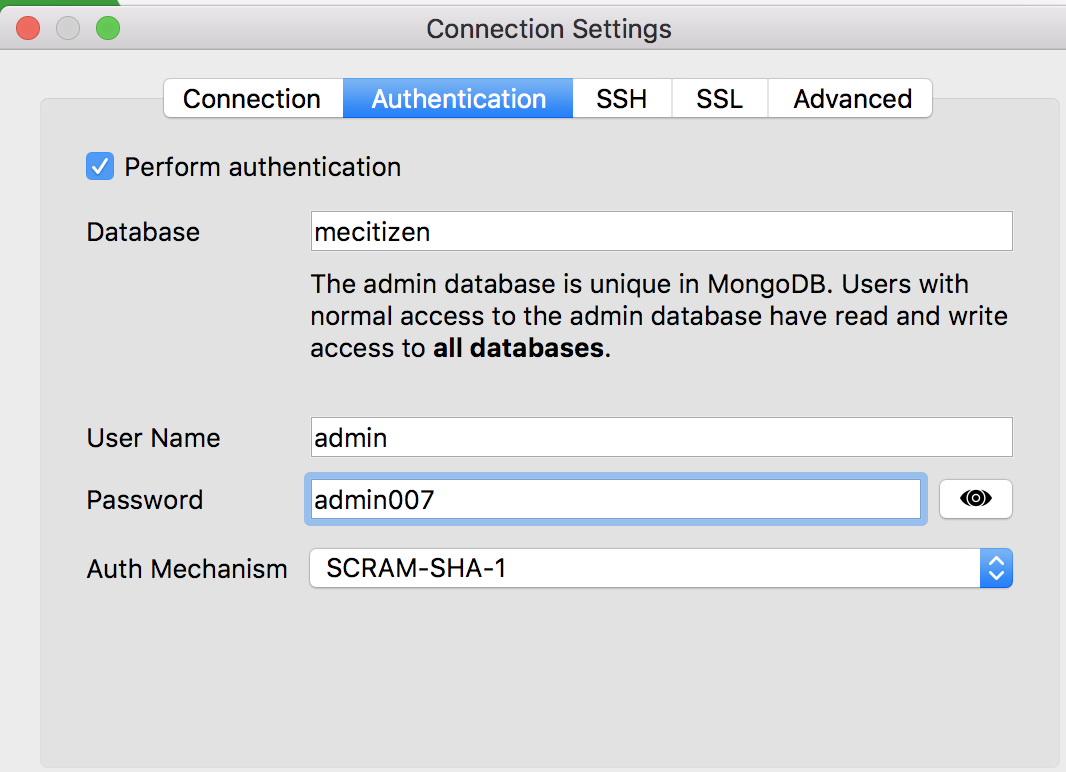 Connection Settings
Connection Authentication SSH SSL Advanced
Perform authentication
Database mecitizen
The admin database is unique in MongoDB. Users with
normal access to the admin database have read and write
access to all databases.
User Name admin
Password admin007
Auth Mechanism SCRAM-SHA-1